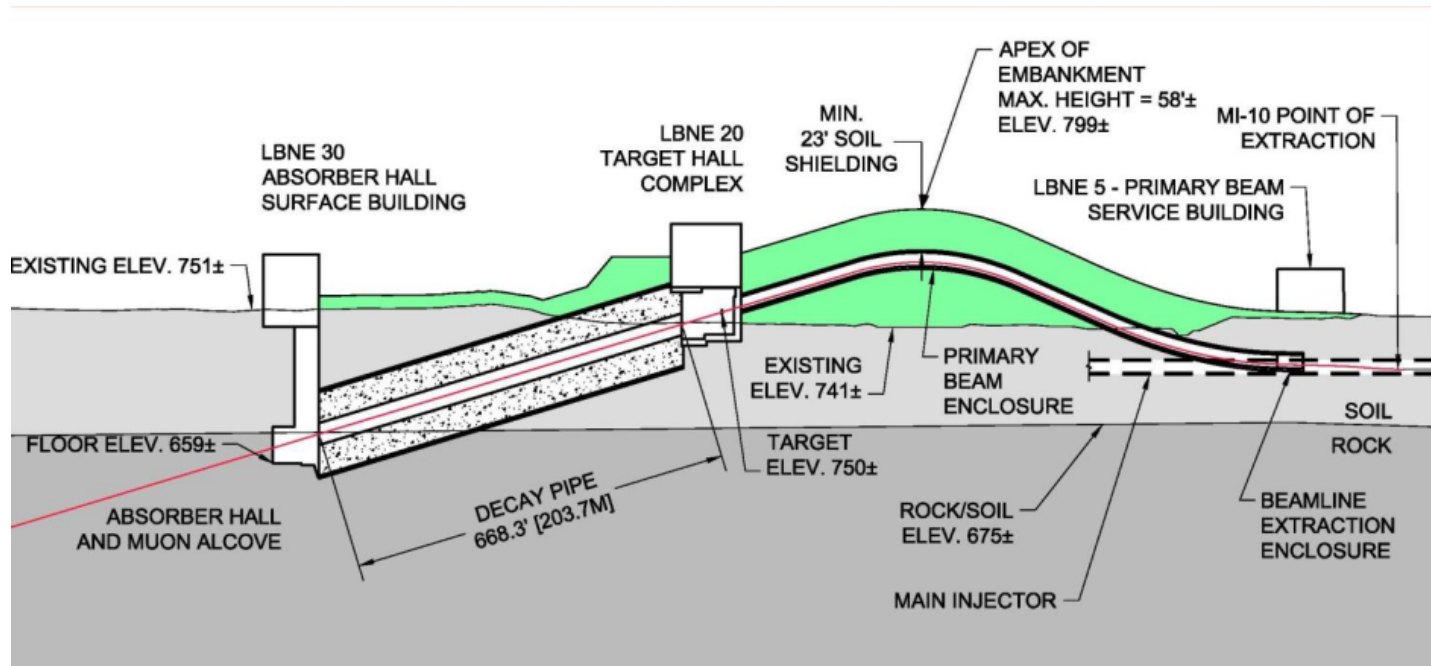 APEX OF
EMBANKMENT
MAX. HEIGHT = 58'±
ELEV. 799±
MIN.
23' SOIL
SHIELDING
MI-10 POINT OF
EXTRACTION
LBNE 20
TARGET HALL
COMPLEX
LBNE 30
ABSORBER HALL
SURFACE BUILDING
LBNE 5 - PRIMARY BEAM
SERVICE BUILDING
EXISTING ELEV. 751±
EXISTING
ELEV. 741±
PRIMARY
BEAM
ENCLOSURE
SOIL
ROCK
FLOOR ELEV. 659±
TARGET
ELEV. 750±
DECAY PIPE
668.3' [203.7M]
ABSORBER HALL
AND MUON ALCOVE
ROCK/SOIL
ELEV. 675±
BEAMLINE
EXTRACTION
ENCLOSURE
MAIN INJECTOR